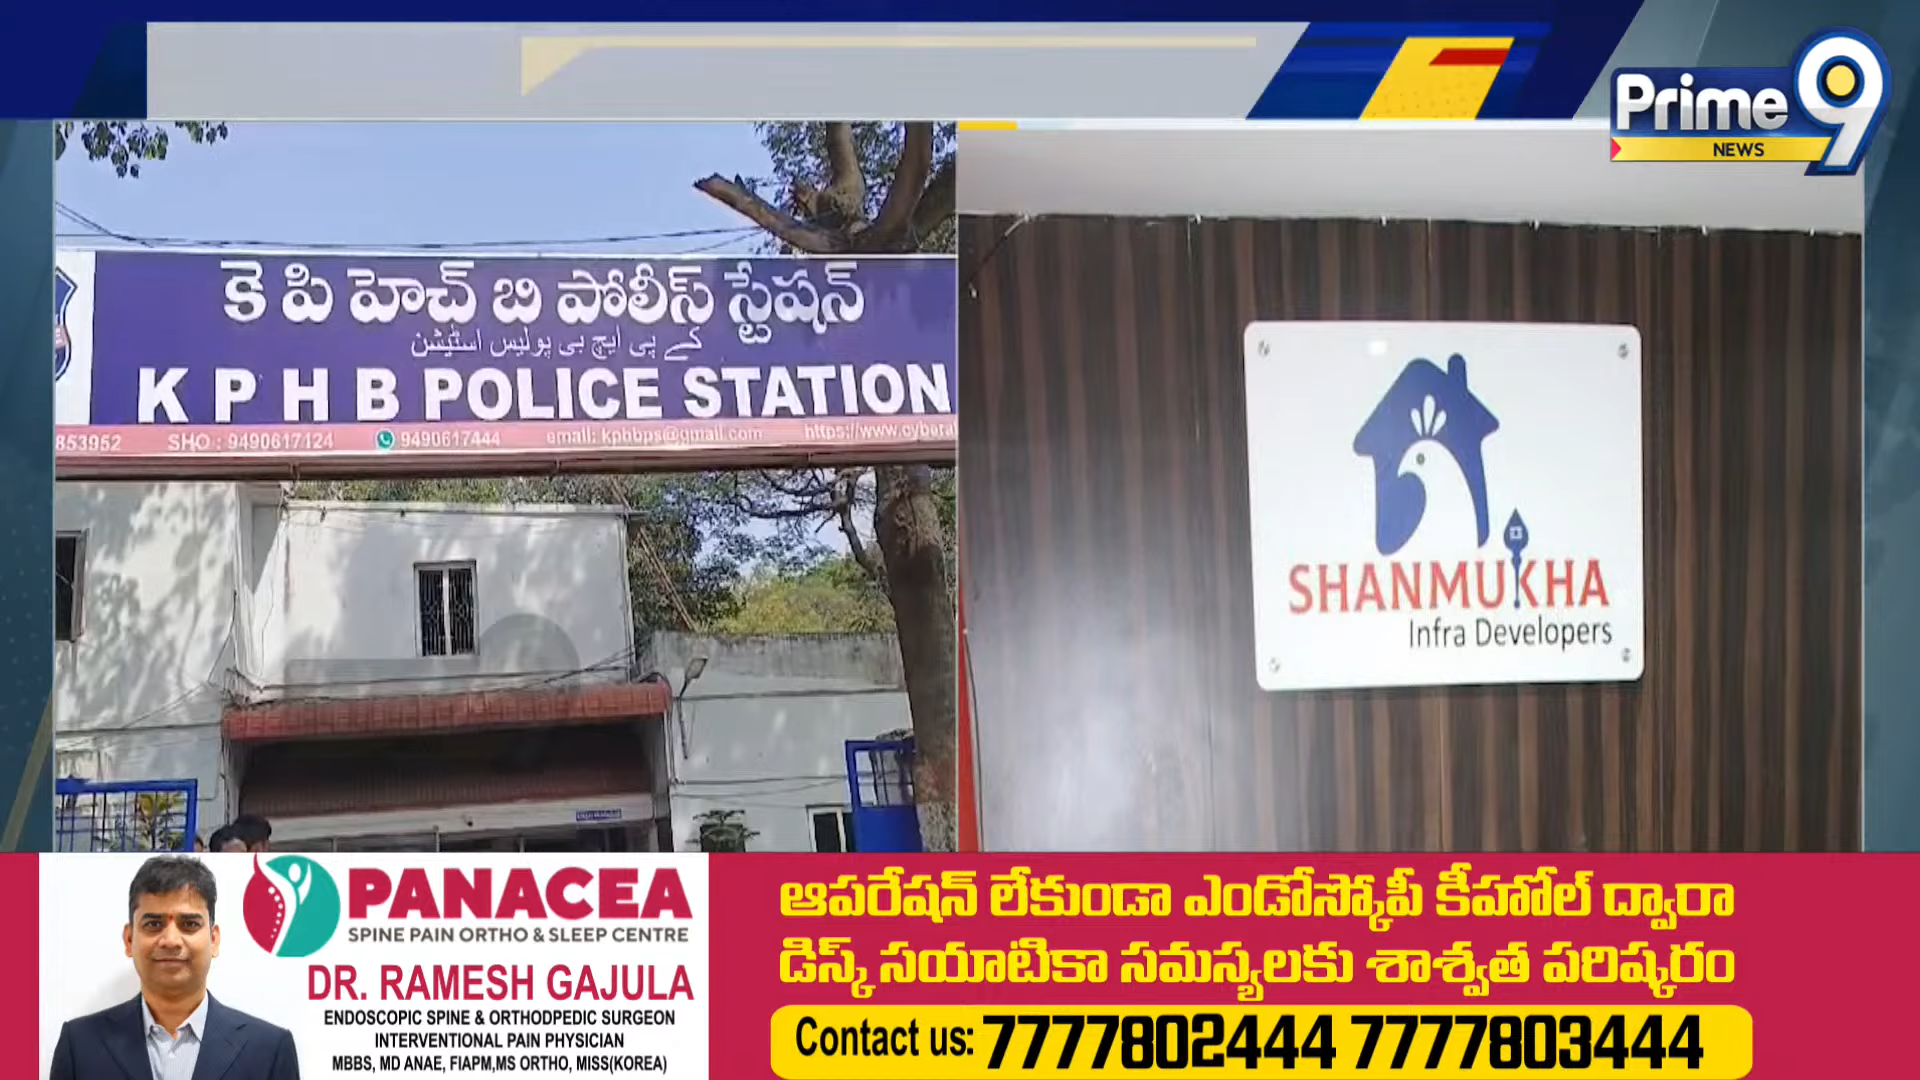 Prime9
NEWS
కె పి హెచ్ బి పోలీస్ స్టేషన్
کے پی ایچ بی پولیس اسٹیشن
K P H B POLICE STATION
853952 SHO : 9490617124 9490617444 email: kphbps@gmail.com https://www.cybera
SHANMUKHA
Infra Developers
PANACEA
SPINE PAIN ORTHO & SLEEP CENTRE
DR. RAMESH GAJULA
ENDOSCOPIC SPINE & ORTHODPEDIC SURGEON
INTERVENTIONAL PAIN PHYSICIAN
MBBS, MD ANAE, FIAPM,MS ORTHO, MISS(KOREA)
ఆపరేషన్ లేకుండా ఎండోస్కోపీ కీహోల్ ద్వారా
డిస్క్ సయాటికా సమస్యలకు శాశ్వత పరిష్కరం
Contact us: 7777802444 7777803444